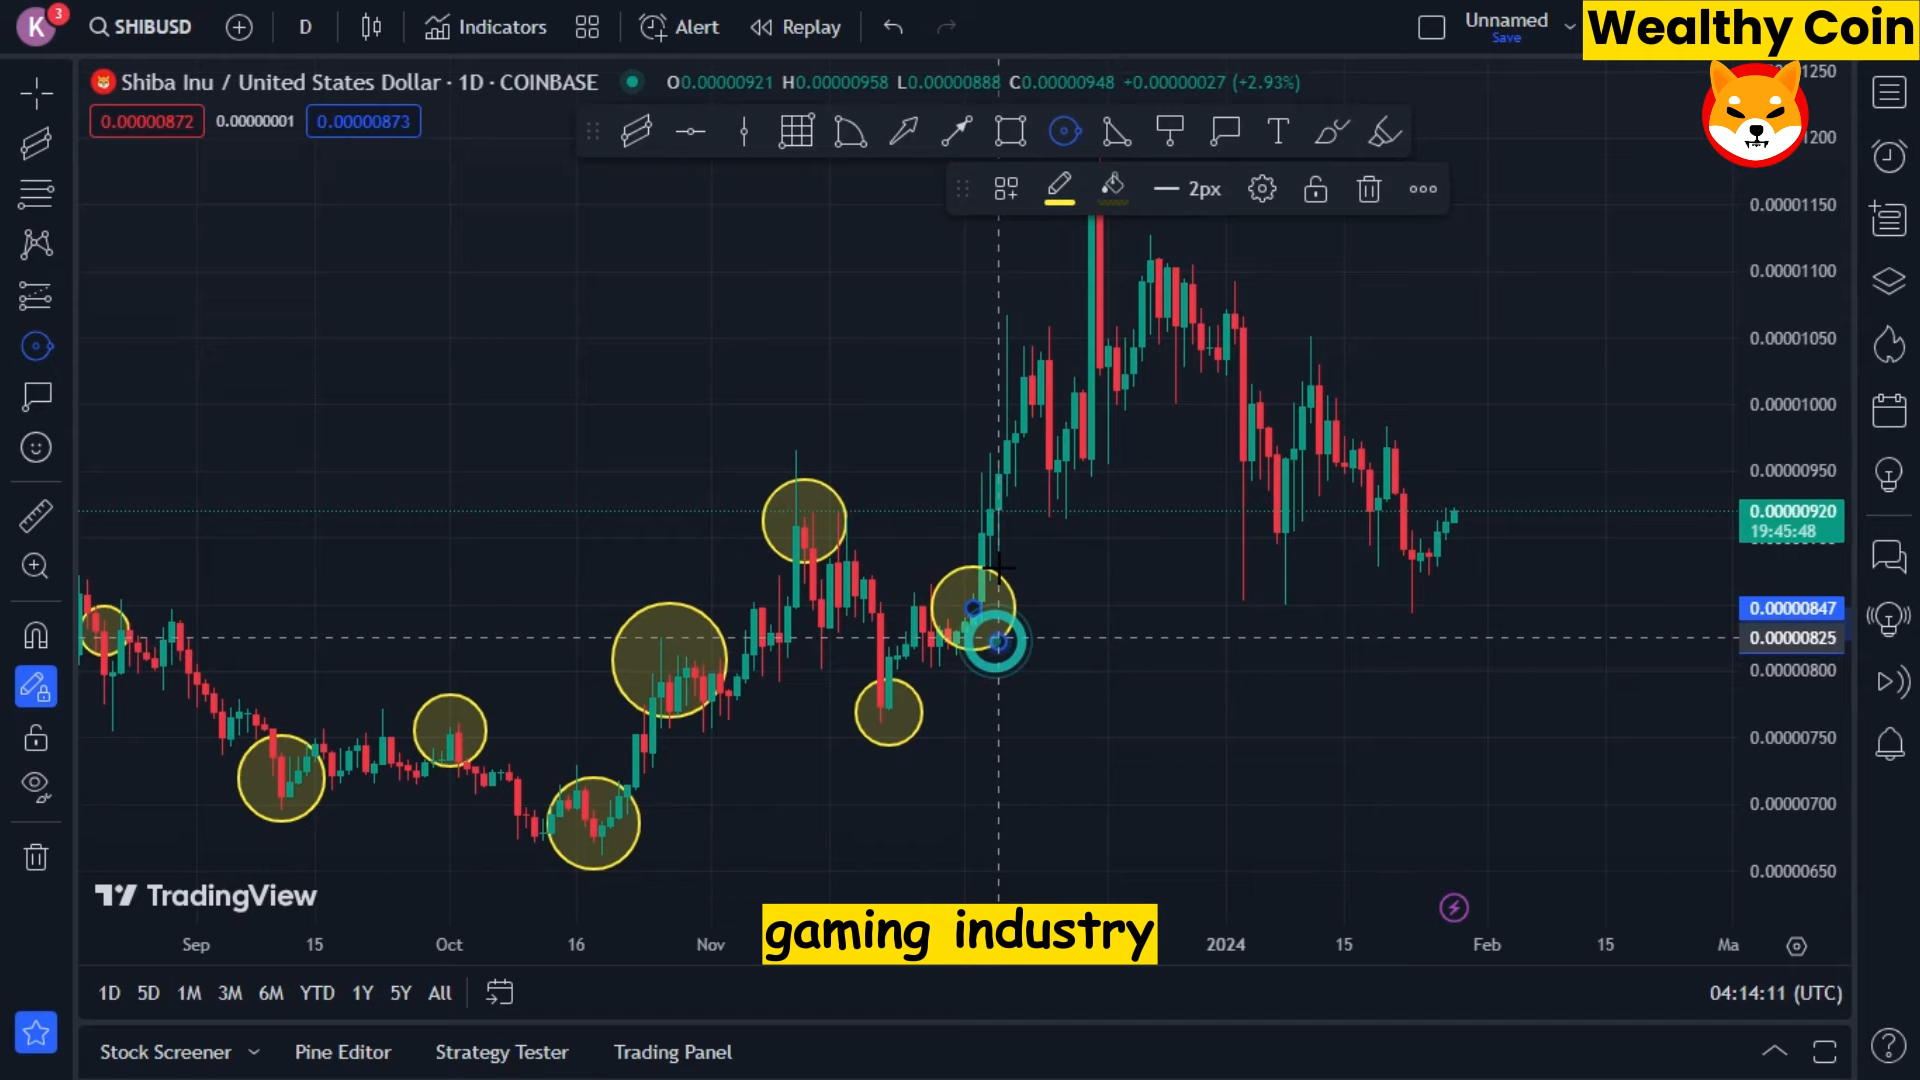 K 3 SHIBUSD D Indicators Alert Replay Unnamed Save Wealthy Coin
Shiba Inu / United States Dollar · 1D · COINBASE O0.00000921 H0.00000958 L0.00000888 C0.00000948 +0.00000027 (+2.93%)
0.00000872 0.00000001 0.00000873
T
2px
1250
1200
0.00001150
0.00001100
0.00001050
0.00001000
0.00000950
0.00000920
19:45:48
0.00000847
0.00000825
0.00000800
0.00000750
0.00000700
0.00000650
TradingView
gaming industry
Sep 15 Oct 16 Nov 2024 15 Feb 15 Ma
1D 5D 1M 3M 6M YTD 1Y 5Y All 04:14:11 (UTC)
Stock Screener Pine Editor Strategy Tester Trading Panel